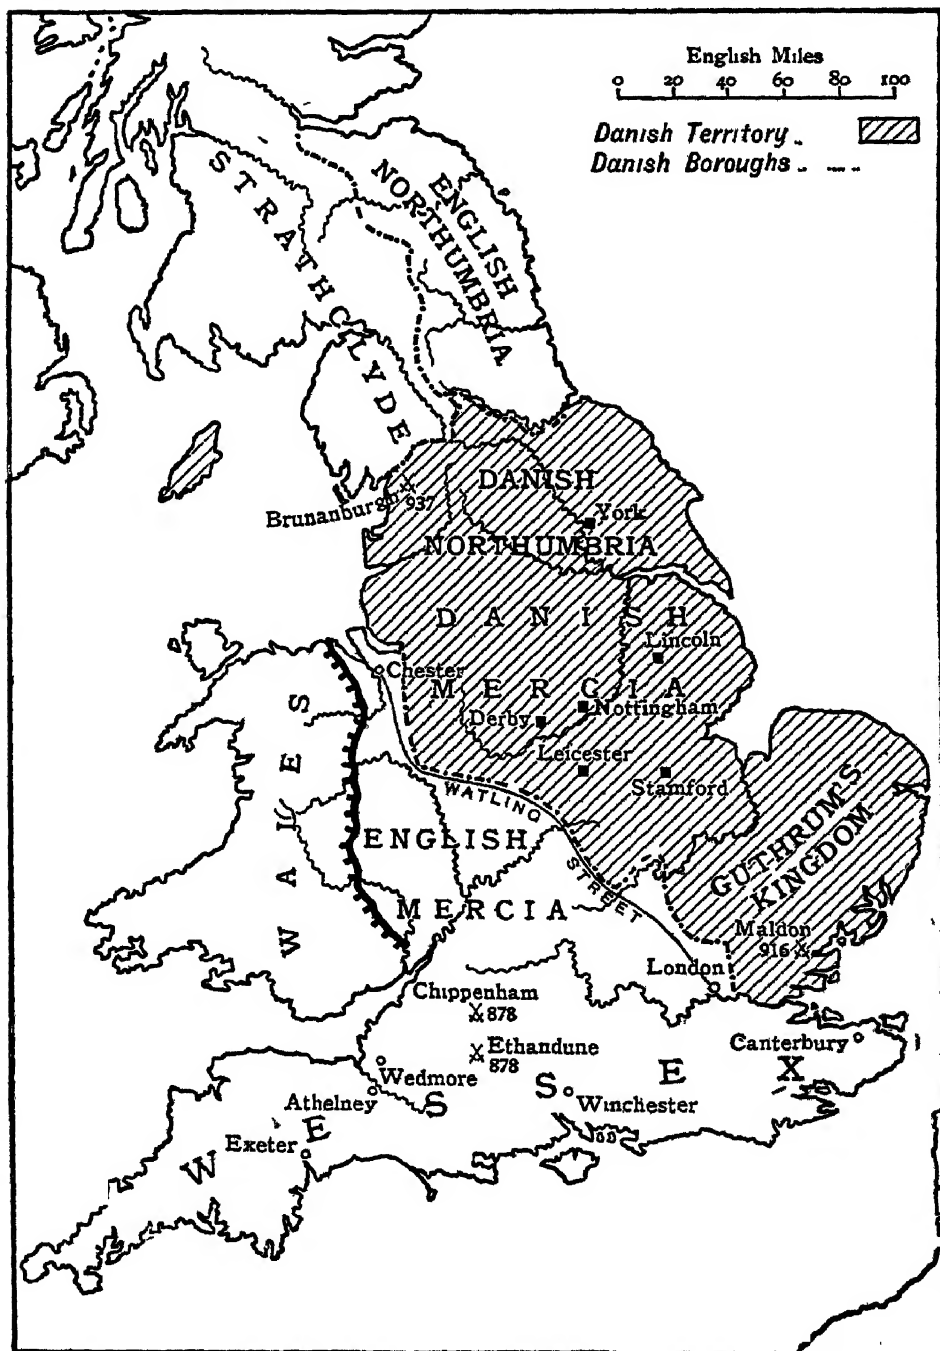 English Miles
0 20 40 60 80 100
Danish Territory
Danish Boroughs
STRATHCLYDE
ENGLISH
NORTHUMBRIA
DANISH
NORTHUMBRIA
Brunanburgh
937
York
DANISH
MERCIA
Lincoln
Chester
Nottingham
Derby
Leicester
Stamford
WALES
WATLING
STREET
ENGLISH
MERCIA
GUTHRUM'S
KINGDOM
Maldon
916
London
Chippenham
878
Ethandune
878
Canterbury
Wedmore
Athelney
Winchester
Exeter
WESSEX